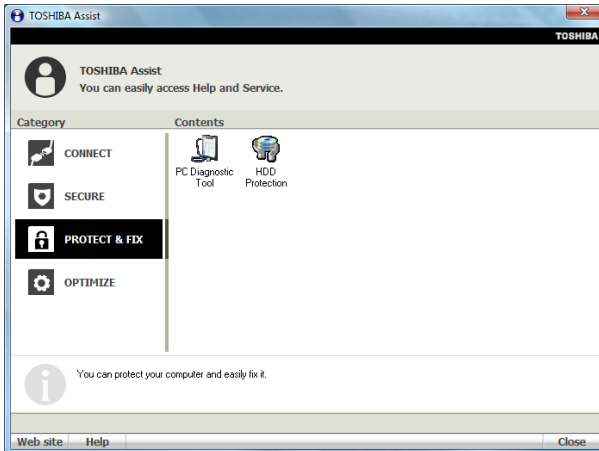 TOSHIBA Assist
TOSHIBA
TOSHIBA Assist
You can easily access Help and Service.
Category
Contents
CONNECT
SECURE
PROTECT & FIX
OPTIMIZE
PC Diagnostic
Tool
HDD
Protection
You can protect your computer and easily fix it.
Web site
Help
Close